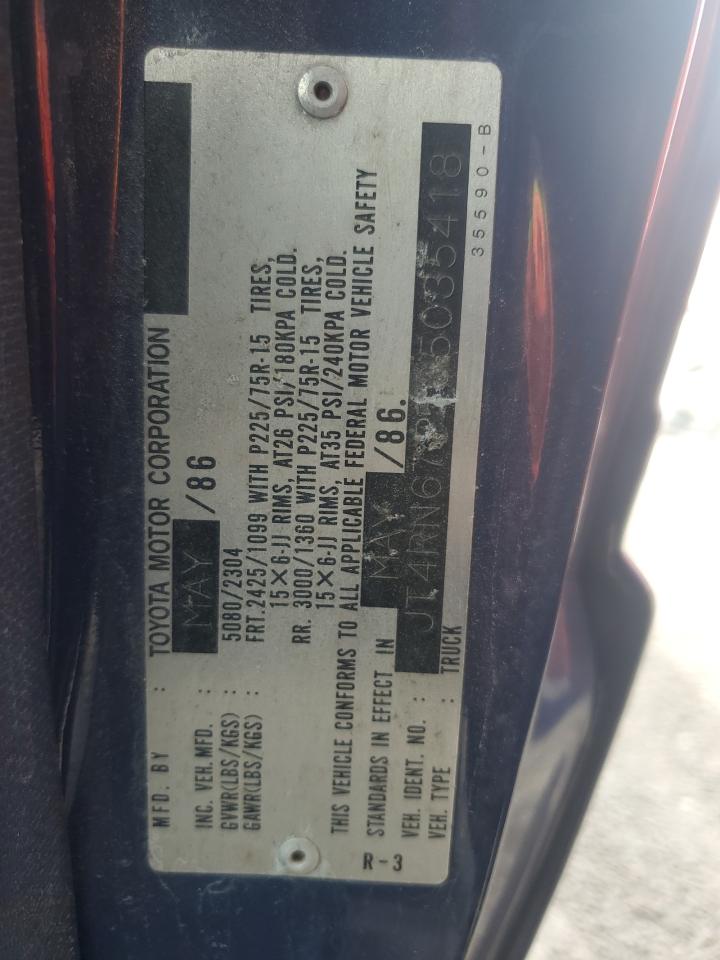 MFD. BY : TOYOTA MOTOR CORPORATION
INC. VEH. MFD. : MAY /86
GVWR(LBS/KGS) : 5080/2304
GAWR(LBS/KGS) : FRT.2425/1099 WITH P225/75R-15 TIRES,
15×6-JJ RIMS, AT26 PSI/180KPA COLD.
RR. 3000/1360 WITH P225/75R-15 TIRES,
15×6-JJ RIMS, AT35 PSI/240KPA COLD.
THIS VEHICLE CONFORMS TO ALL APPLICABLE FEDERAL MOTOR VEHICLE SAFETY
STANDARDS IN EFFECT IN MAY /86.
VEH. IDENT. NO. :
VEH. TYPE : TRUCK
R-3
35590-B